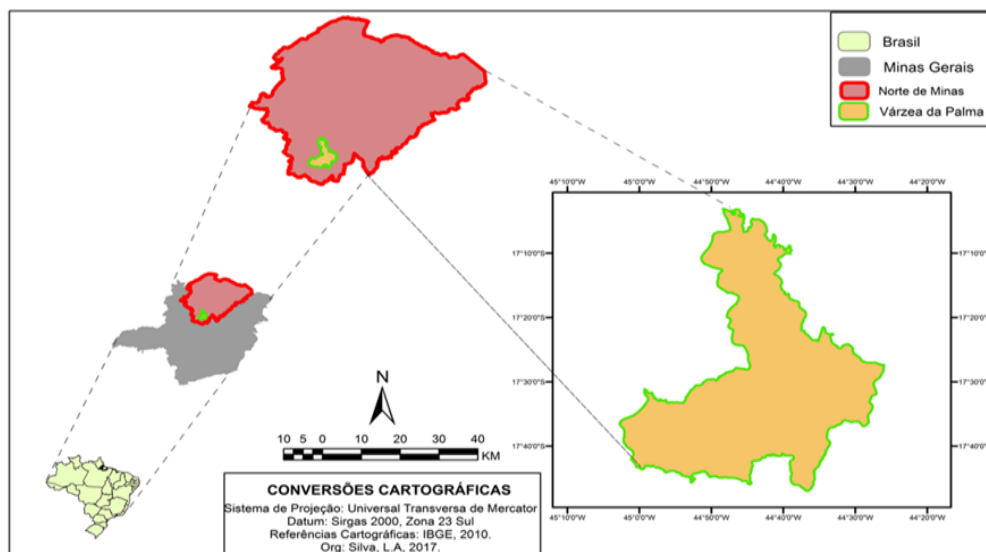 Brasil
Minas Gerais
Norte de Minas
Várzea da Palma
45°10'0"W 45°0'0"W 44°50'0"W 44°40'0"W 44°30'0"W 44°20'0"W
17°10'0"S 17°10'0"S
17°20'0"S 17°20'0"S
17°30'0"S 17°30'0"S
17°40'0"S 17°40'0"S
45°10'0"W 45°0'0"W 44°50'0"W 44°40'0"W 44°30'0"W 44°20'0"W
N
10 5 0 10 20 30 40
KM
CONVERSÕES CARTOGRÁFICAS
Sistema de Projeção: Universal Transversa de Mercator
Datum: Sirgas 2000, Zona 23 Sul
Referências Cartográficas: IBGE, 2010.
Org: Silva, L.A, 2017.